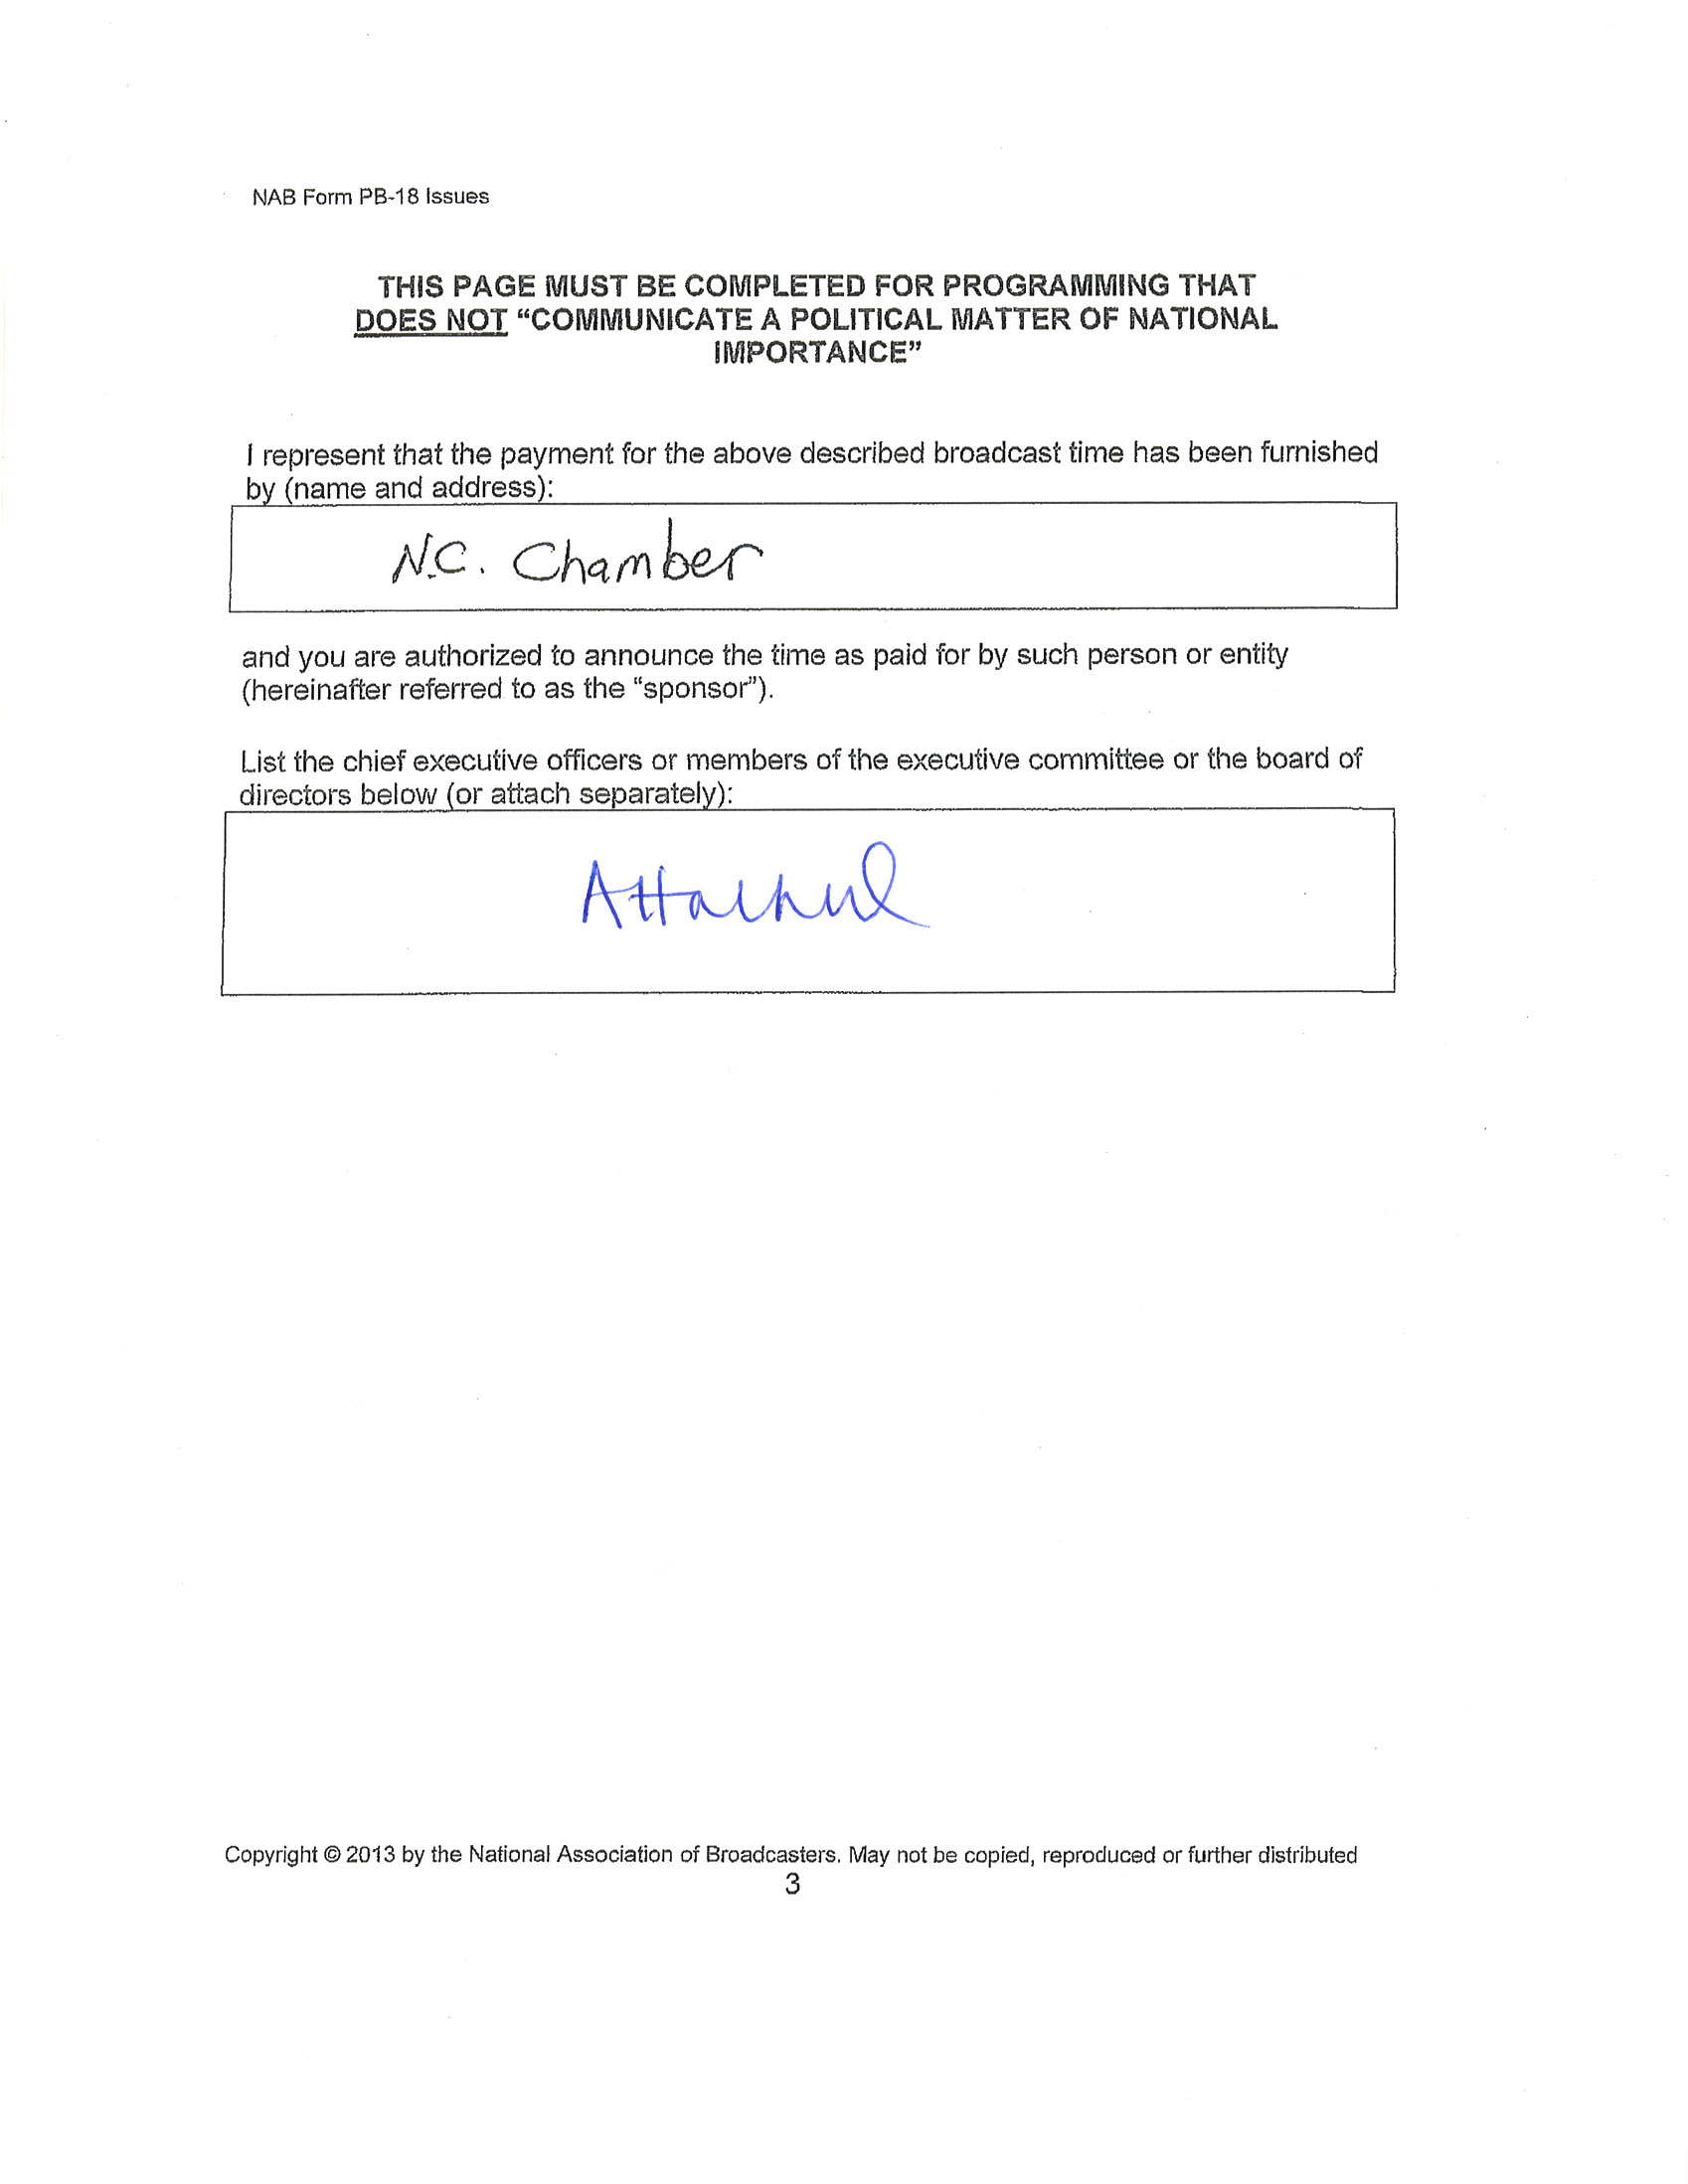 NAB Form PB-18 Issues
THIS PAGE MUST BE COMPLETED FOR PROGRAMMING THAT
DOES NOT “COMMUNICATE A POLITICAL MATTER OF NATIONAL
IMPORTANCE”
I represent that the payment for the above described broadcast time has been furnished
by (name and address):
N.C. Chamber
and you are authorized to announce the time as paid for by such person or entity
(hereinafter referred to as the “sponsor”).
List the chief executive officers or members of the executive committee or the board of
directors below (or attach separately):
Attached
Copyright © 2013 by the National Association of Broadcasters. May not be copied, reproduced or further distributed
3